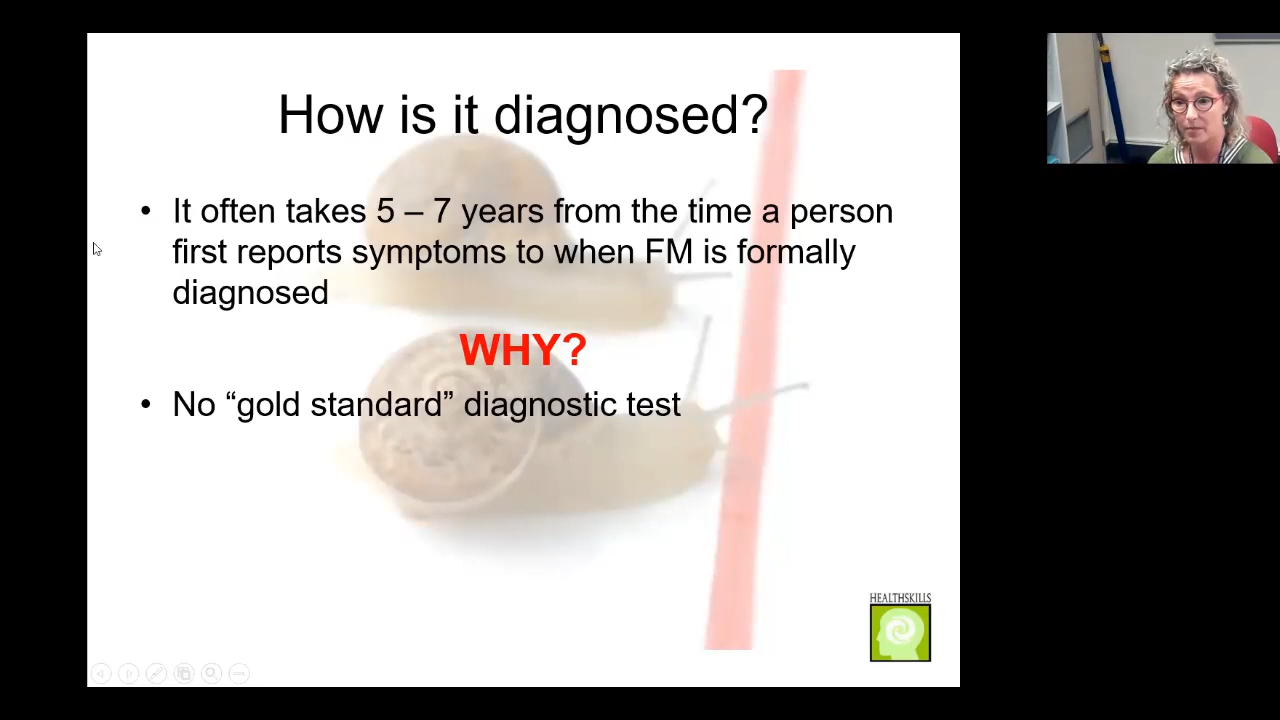 How is it diagnosed?
• It often takes 5 – 7 years from the time a person
first reports symptoms to when FM is formally
diagnosed
WHY?
• No “gold standard” diagnostic test
HEALTHSKILLS